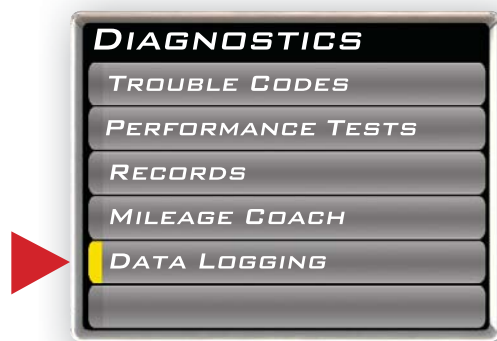 DIAGNOSTICS
TROUBLE CODES
PERFORMANCE TESTS
RECORDS
MILEAGE COACH
DATA LOGGING